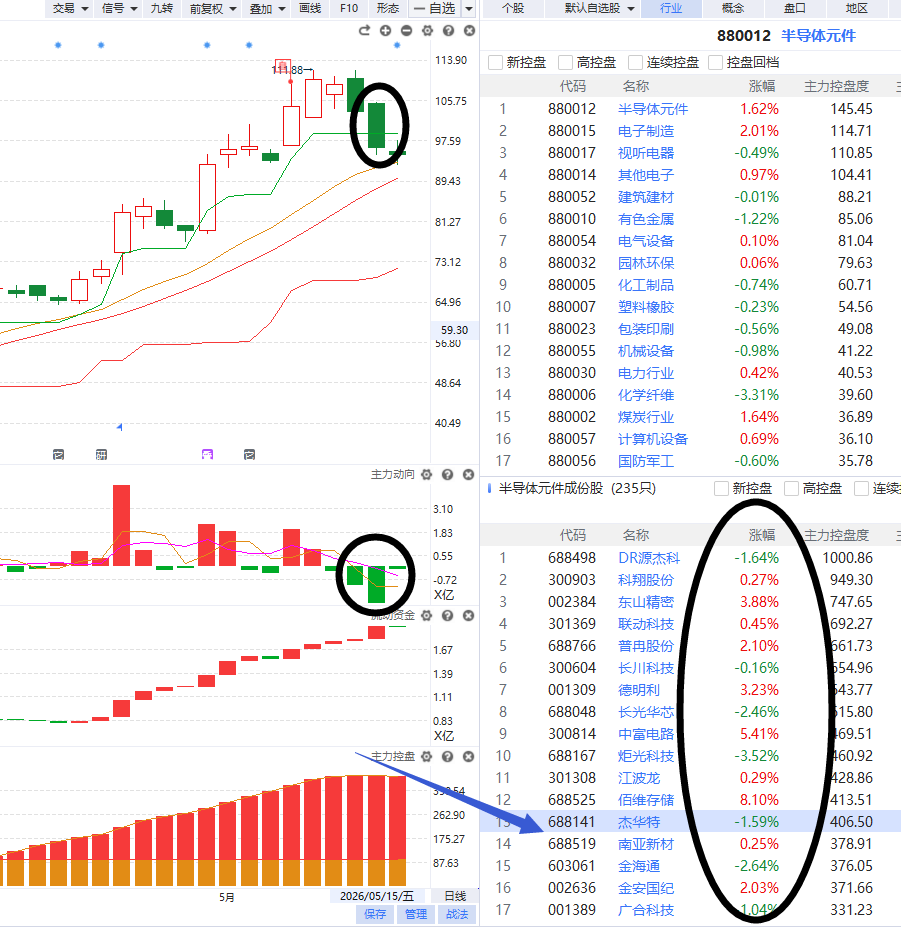 交易 信号 九转 前复权 叠加 画线 F10 形态 一自选
个股 默认自选股 行业 概念 盘口 地区
880012 半导体元件
新控盘 高控盘 连续控盘 控盘回档
代码 名称 涨幅 主力控盘度
1 880012 半导体元件 1.62% 145.45
2 880015 电子制造 2.01% 114.71
3 880017 视听电器 -0.49% 110.85
4 880014 其他电子 0.97% 104.41
5 880052 建筑建材 -0.01% 88.21
6 880010 有色金属 -1.22% 85.06
7 880054 电气设备 0.10% 81.04
8 880032 园林环保 0.06% 79.63
9 880005 化工制品 -0.74% 60.71
10 880007 塑料橡胶 -0.23% 54.56
11 880023 包装印刷 -0.56% 49.08
12 880055 机械设备 -0.98% 41.22
13 880030 电力行业 0.42% 40.53
14 880006 化学纤维 -3.31% 39.60
15 880002 煤炭行业 1.64% 36.89
16 880057 计算机设备 0.69% 36.10
17 880056 国防军工 -0.60% 35.78
半导体元件成份股 (235只) 新控盘 高控盘 连续
代码 名称 涨幅 主力控盘度
1 688498 DR源杰科 -1.64% 1000.86
2 300903 科翔股份 0.27% 949.30
3 002384 东山精密 3.88% 747.65
4 301369 联动科技 0.45% 692.27
5 688766 普冉股份 2.10% 661.73
6 300604 长川科技 -0.16% 654.96
7 001309 德明利 3.23% 643.77
8 688048 长光华芯 -2.46% 615.80
9 300814 中富电路 5.41% 469.51
10 688167 炬光科技 -3.52% 460.92
11 301308 江波龙 0.29% 428.86
12 688525 佰维存储 8.10% 413.51
13 688141 杰华特 -1.59% 406.50
14 688519 南亚新材 0.25% 378.91
15 603061 金海通 -2.64% 376.05
16 002636 金安国纪 2.03% 371.66
17 001389 广合科技 -1.04% 331.23
111.88
113.90
105.75
97.59
89.43
81.27
73.12
64.96
59.30
56.80
48.64
40.49
主力动向
3.10
1.83
0.55
-0.72
X亿
流动资金
1.67
1.39
1.11
0.83
X亿
主力控盘
350.54
262.90
175.27
87.63
5月 2026/05/15/五 日线
保存 管理 战法